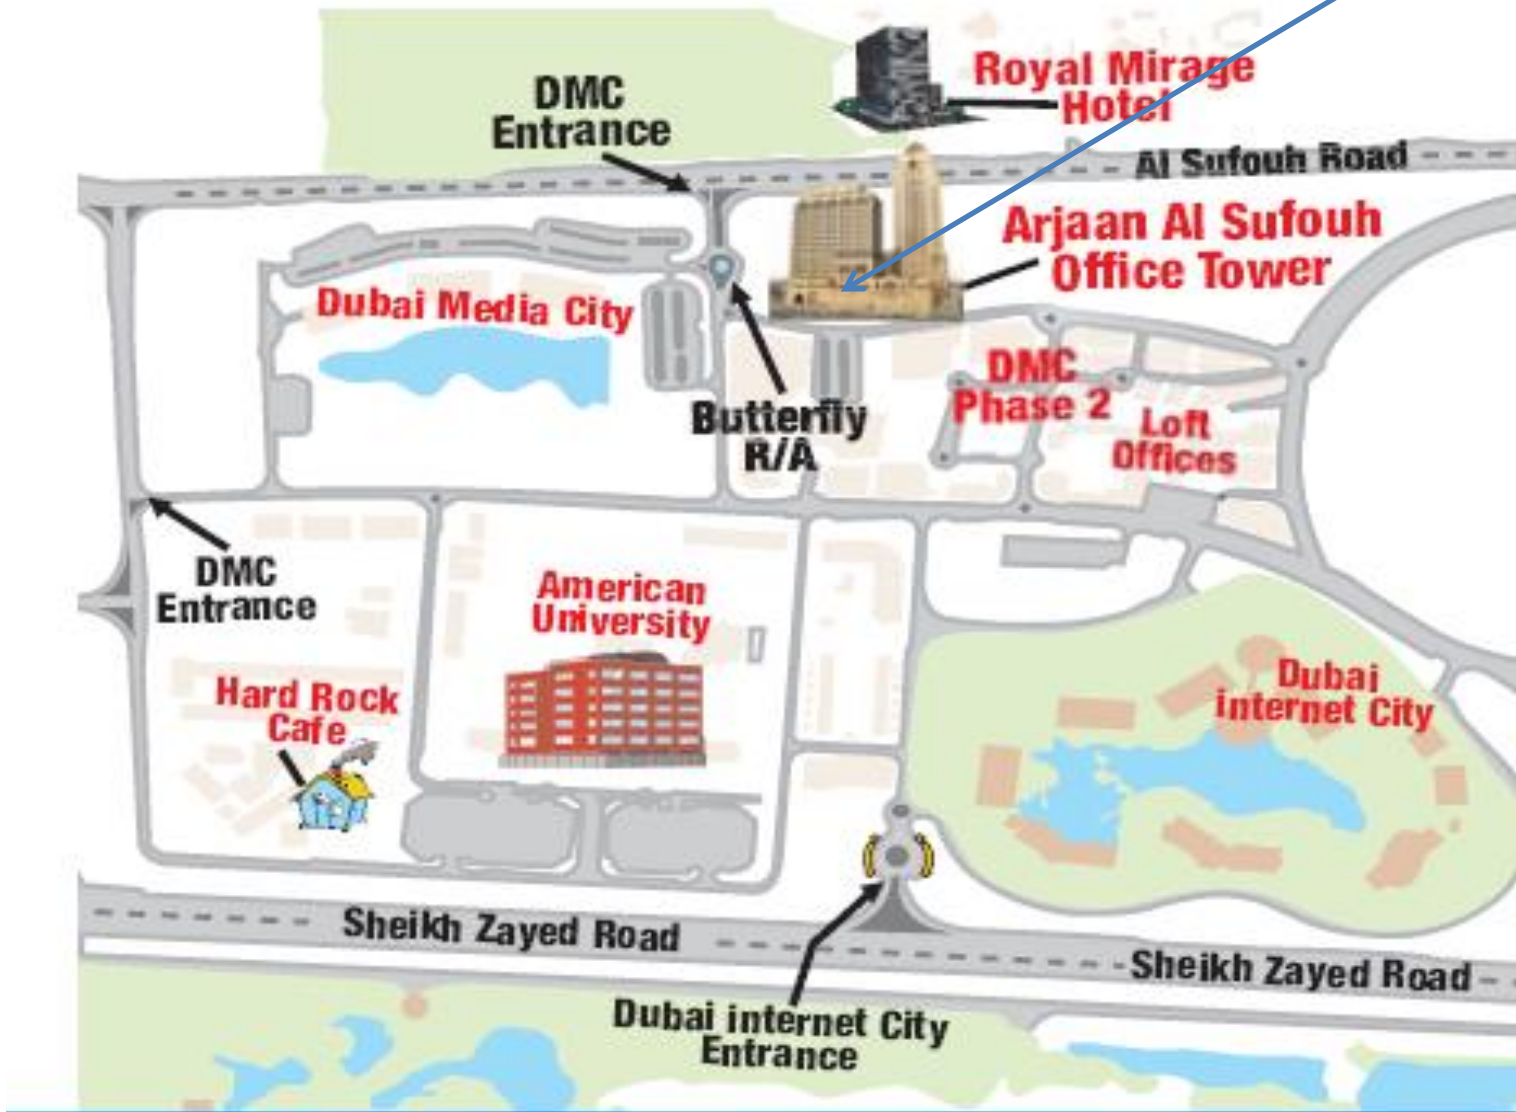 Royal Mirage
Hotel
DMC
Entrance
Al Sufouh Road
Arjaan Al Sufouh
Office Tower
Dubai Media City
DMC
Phase 2
Butterfly
R/A
Loft
Offices
DMC
Entrance
American
University
Hard Rock
Cafe
Dubai
internet City
Sheikh Zayed Road
Sheikh Zayed Road
Dubai internet City
Entrance